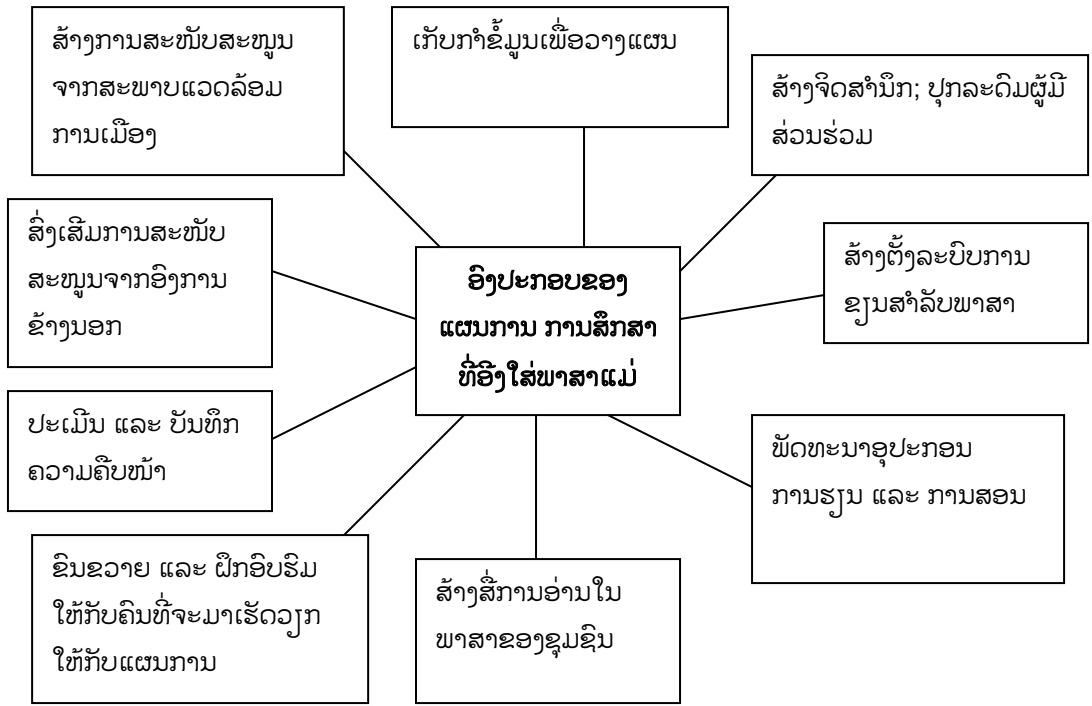 ສ້າງການສະໜັບສະໜູນ
ຈາກສະພາບແວດລ້ອມ
ການເມືອງ
ເກັບກຳຂໍ້ມູນເພື່ອວາງແຜນ
ສ້າງຈິດສຳນຶກ; ປຸກລະດົມຜູ້ມີ
ສ່ວນຮ່ວມ
ສົ່ງເສີມການສະໜັບ
ສະໜູນຈາກອົງການ
ຂ້າງນອກ
ອົງປະກອບຂອງ
ແຜນການ ການສຶກສາ
ທີ່ອີງໃສ່ພາສາແມ່
ສ້າງຕັ້ງລະບົບການ
ຂຽນສຳລັບພາສາ
ປະເມີນ ແລະ ບັນທຶກ
ຄວາມຄືບໜ້າ
ພັດທະນາອຸປະກອນ
ການຮຽນ ແລະ ການສອນ
ຂົນຂວາຍ ແລະ ຝຶກອົບຮົມ
ໃຫ້ກັບຄົນທີ່ຈະມາເຮັດວຽກ
ໃຫ້ກັບແຜນການ
ສ້າງສື່ການອ່ານໃນ
ພາສາຂອງຊຸມຊົນ